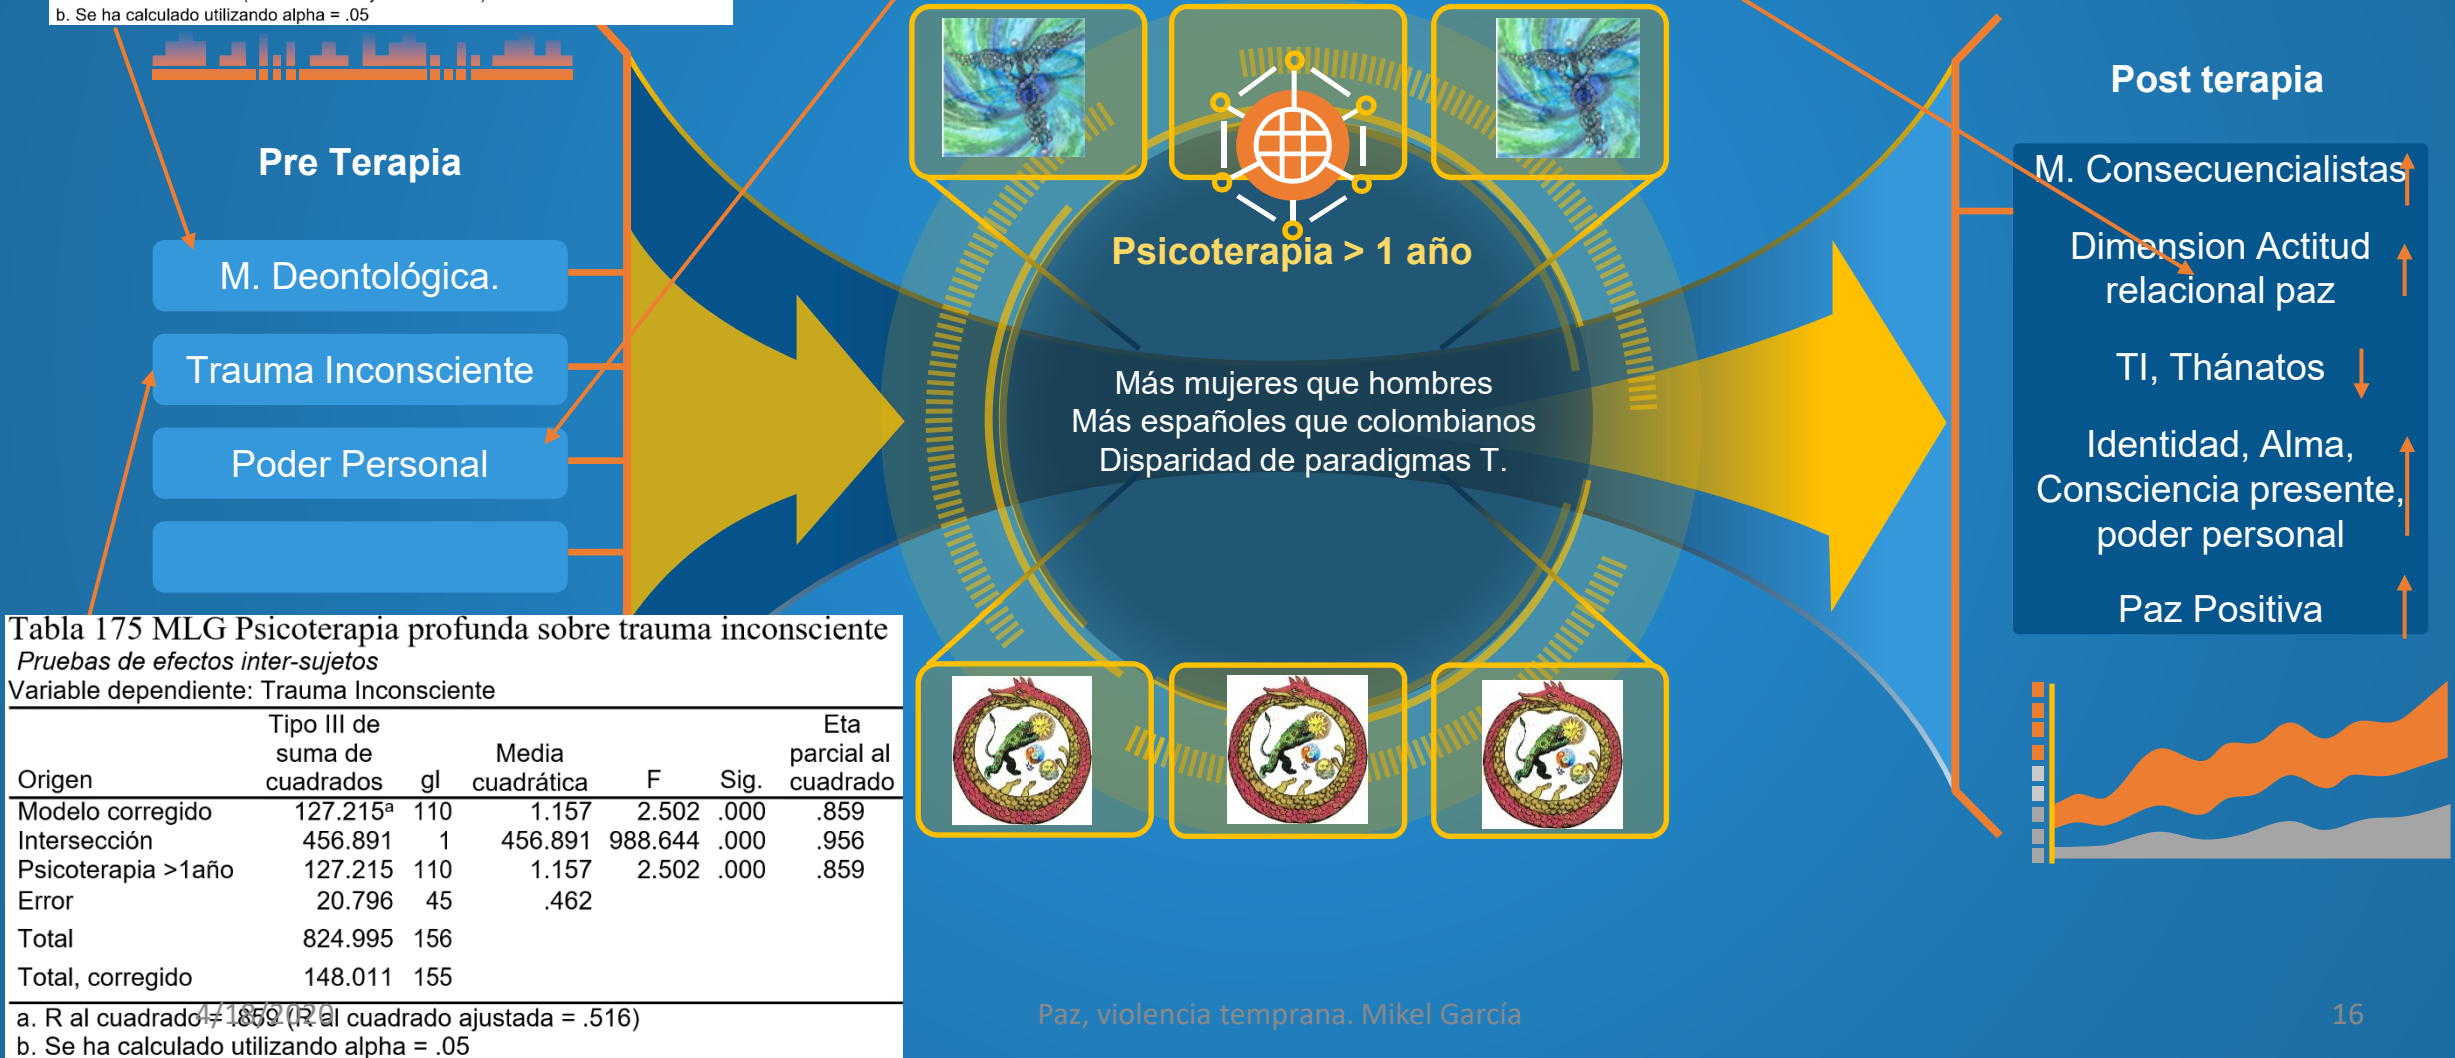 b. Se ha calculado utilizando alpha = .05
Pre Terapia
M. Deontológica.
Trauma Inconsciente
Poder Personal
Psicoterapia > 1 año
Más mujeres que hombres
Más españoles que colombianos
Disparidad de paradigmas T.
Post terapia
M. Consecuencialistas
Dimension Actitud
relacional paz
TI, Thánatos
Identidad, Alma,
Consciencia presente,
poder personal
Paz Positiva
Tabla 175 MLG Psicoterapia profunda sobre trauma inconsciente
Pruebas de efectos inter-sujetos
Variable dependiente: Trauma Inconsciente
Origen Tipo III de suma de cuadrados gl Media cuadrática F Sig. Eta parcial al cuadrado
Modelo corregido 127.215ª 110 1.157 2.502 .000 .859
Intersección 456.891 1 456.891 988.644 .000 .956
Psicoterapia >1año 127.215 110 1.157 2.502 .000 .859
Error 20.796 45 .462
Total 824.995 156
Total, corregido 148.011 155
a. R al cuadrado = .859 (R al cuadrado ajustada = .516)
b. Se ha calculado utilizando alpha = .05
4/18/2020
Paz, violencia temprana. Mikel García
16